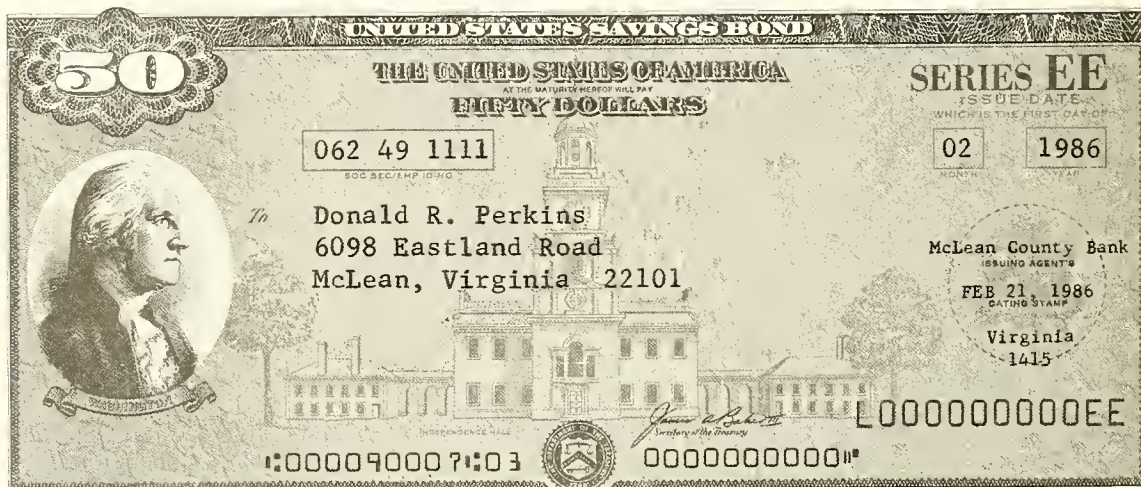 UNITED STATES SAVINGS BOND
50
THE UNITED STATES OF AMERICA
AT THE MATURITY HEREOF WILL PAY
FIFTY DOLLARS
SERIES EE
ISSUE DATE
WHICH IS THE FIRST DAY OF
062 49 1111
SOC SEC/EMP ID NO.
02 1986
MONTH YEAR
To Donald R. Perkins
6098 Eastland Road
McLean, Virginia 22101
McLean County Bank
ISSUING AGENT'S
FEB 21, 1986
DATING STAMP
Virginia
1415
WASHINGTON
INDEPENDENCE HALL
James A Baker III
Secretary of the Treasury
L000000000EE
⑆000090007⑆03 0000000000⑈